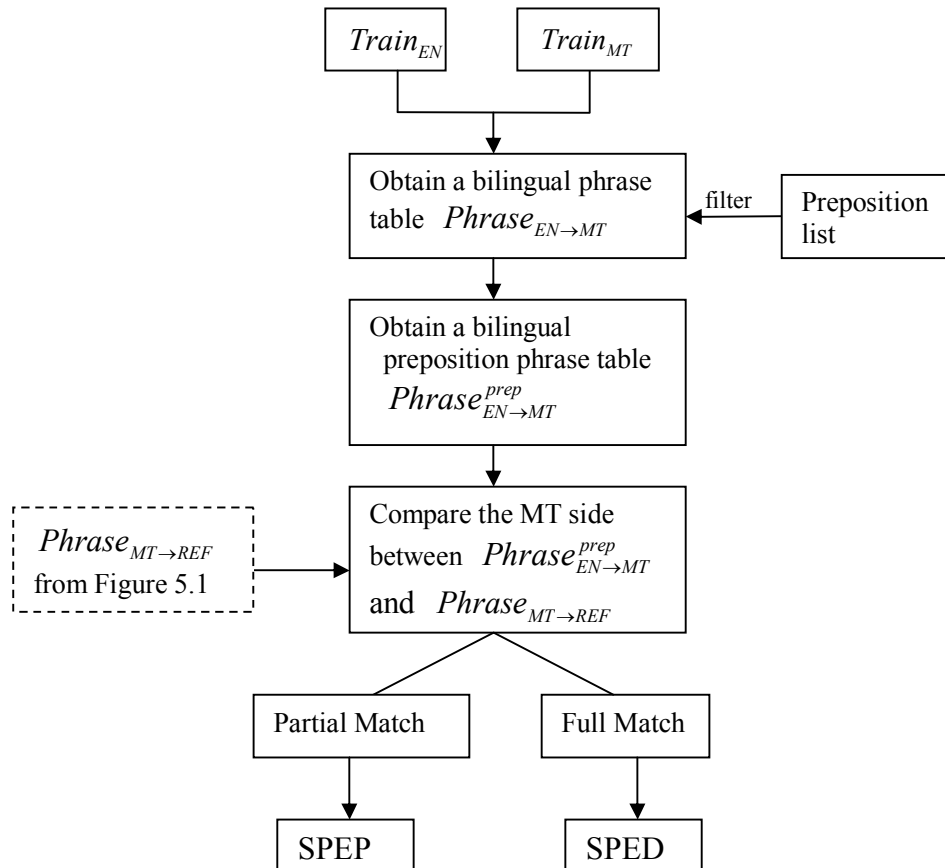 Train_EN
Train_MT
Obtain a bilingual phrase
table Phrase_EN→MT
filter
Preposition
list
Obtain a bilingual
preposition phrase table
Phrase^prep_EN→MT
Phrase_MT→REF
from Figure 5.1
Compare the MT side
between Phrase^prep_EN→MT
and Phrase_MT→REF
Partial Match
Full Match
SPEP
SPED